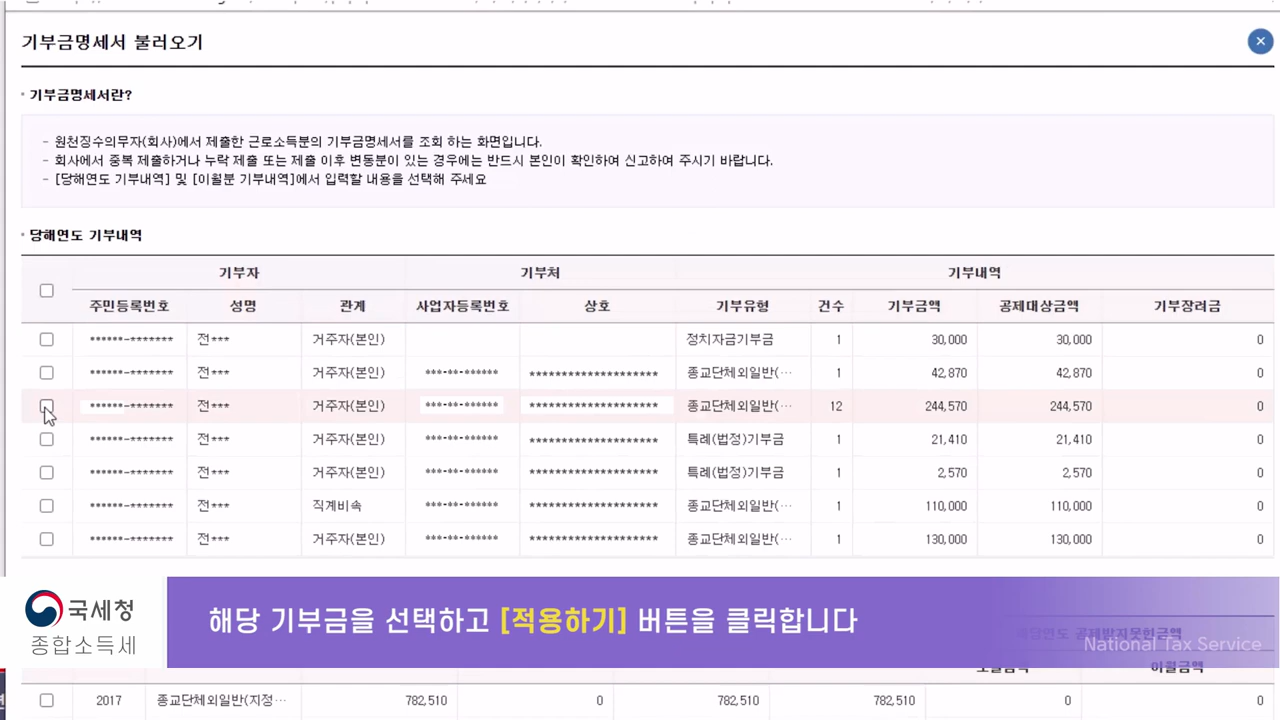 기부금명세서 불러오기
기부금명세서란?
- 원천징수의무자(회사)에서 제출한 근로소득분의 기부금명세서를 조회 하는 화면입니다.
- 회사에서 중복 제출하거나 누락 제출 또는 제출 이후 변동분이 있는 경우에는 반드시 본인이 확인하여 신고하여 주시기 바랍니다.
- [당해연도 기부내역] 및 [이월분 기부내역]에서 입력할 내용을 선택해 주세요
당해연도 기부내역
기부자 기부처 기부내역
주민등록번호 성명 관계 사업자등록번호 상호 기부유형 건수 기부금액 공제대상금액 기부장려금
******-******* 전*** 거주자(본인) 정치자금기부금 1 30,000 30,000 0
******-******* 전*** 거주자(본인) ***-**-****** ******************** 종교단체외일반(··· 1 42,870 42,870 0
******-******* 전*** 거주자(본인) ***-**-****** ******************** 종교단체외일반(··· 12 244,570 244,570 0
******-******* 전*** 거주자(본인) ***-**-****** ******************** 특례(법정)기부금 1 21,410 21,410 0
******-******* 전*** 거주자(본인) ***-**-****** ******************** 특례(법정)기부금 1 2,570 2,570 0
******-******* 전*** 직계비속 ***-**-****** ******************** 종교단체외일반(··· 1 110,000 110,000 0
******-******* 전*** 거주자(본인) ***-**-****** ******************** 종교단체외일반(··· 1 130,000 130,000 0
국세청
종합소득세
해당 기부금을 선택하고 [적용하기] 버튼을 클릭합니다
National Tax Service
이월금액
2017 종교단체외일반(지정··· 782,510 0 782,510 782,510 0 0